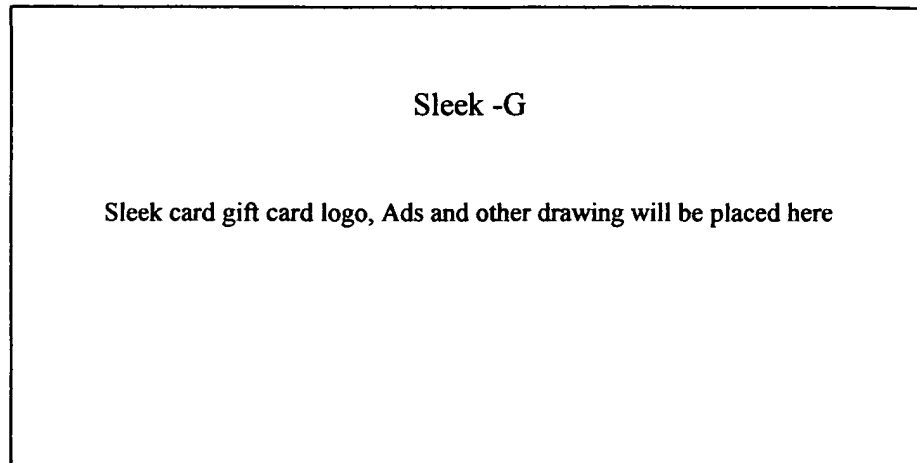 Sleek -G
Sleek card gift card logo, Ads and other drawing will be placed here